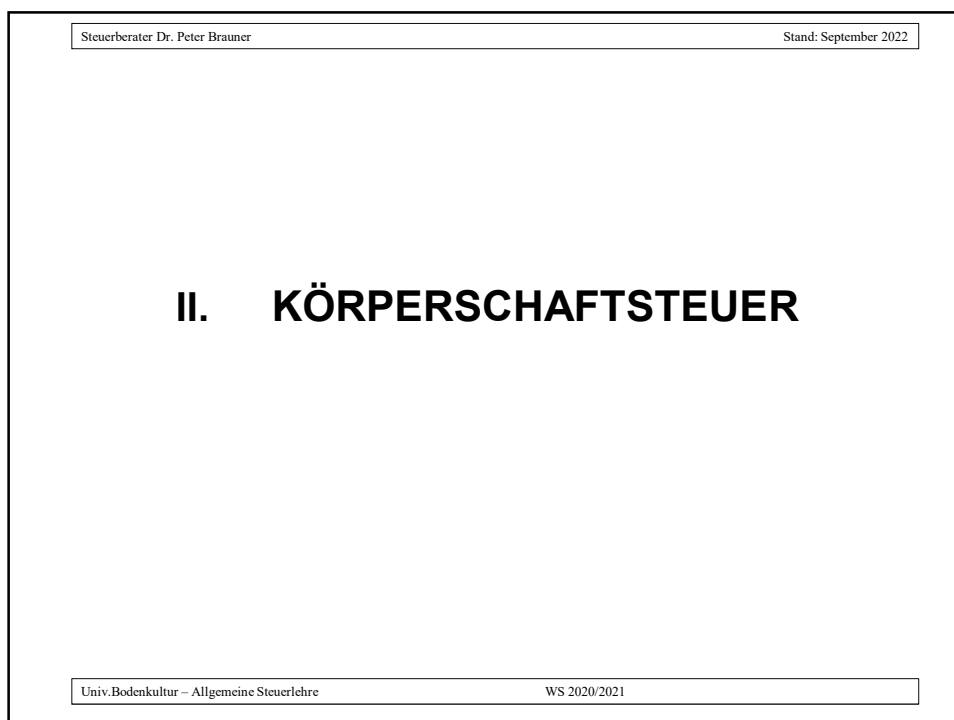 Steuerberater Dr. Peter Brauner Stand: September 2022
II. KÖRPERSCHAFTSTEUER
Univ.Bodenkultur – Allgemeine Steuerlehre WS 2020/2021